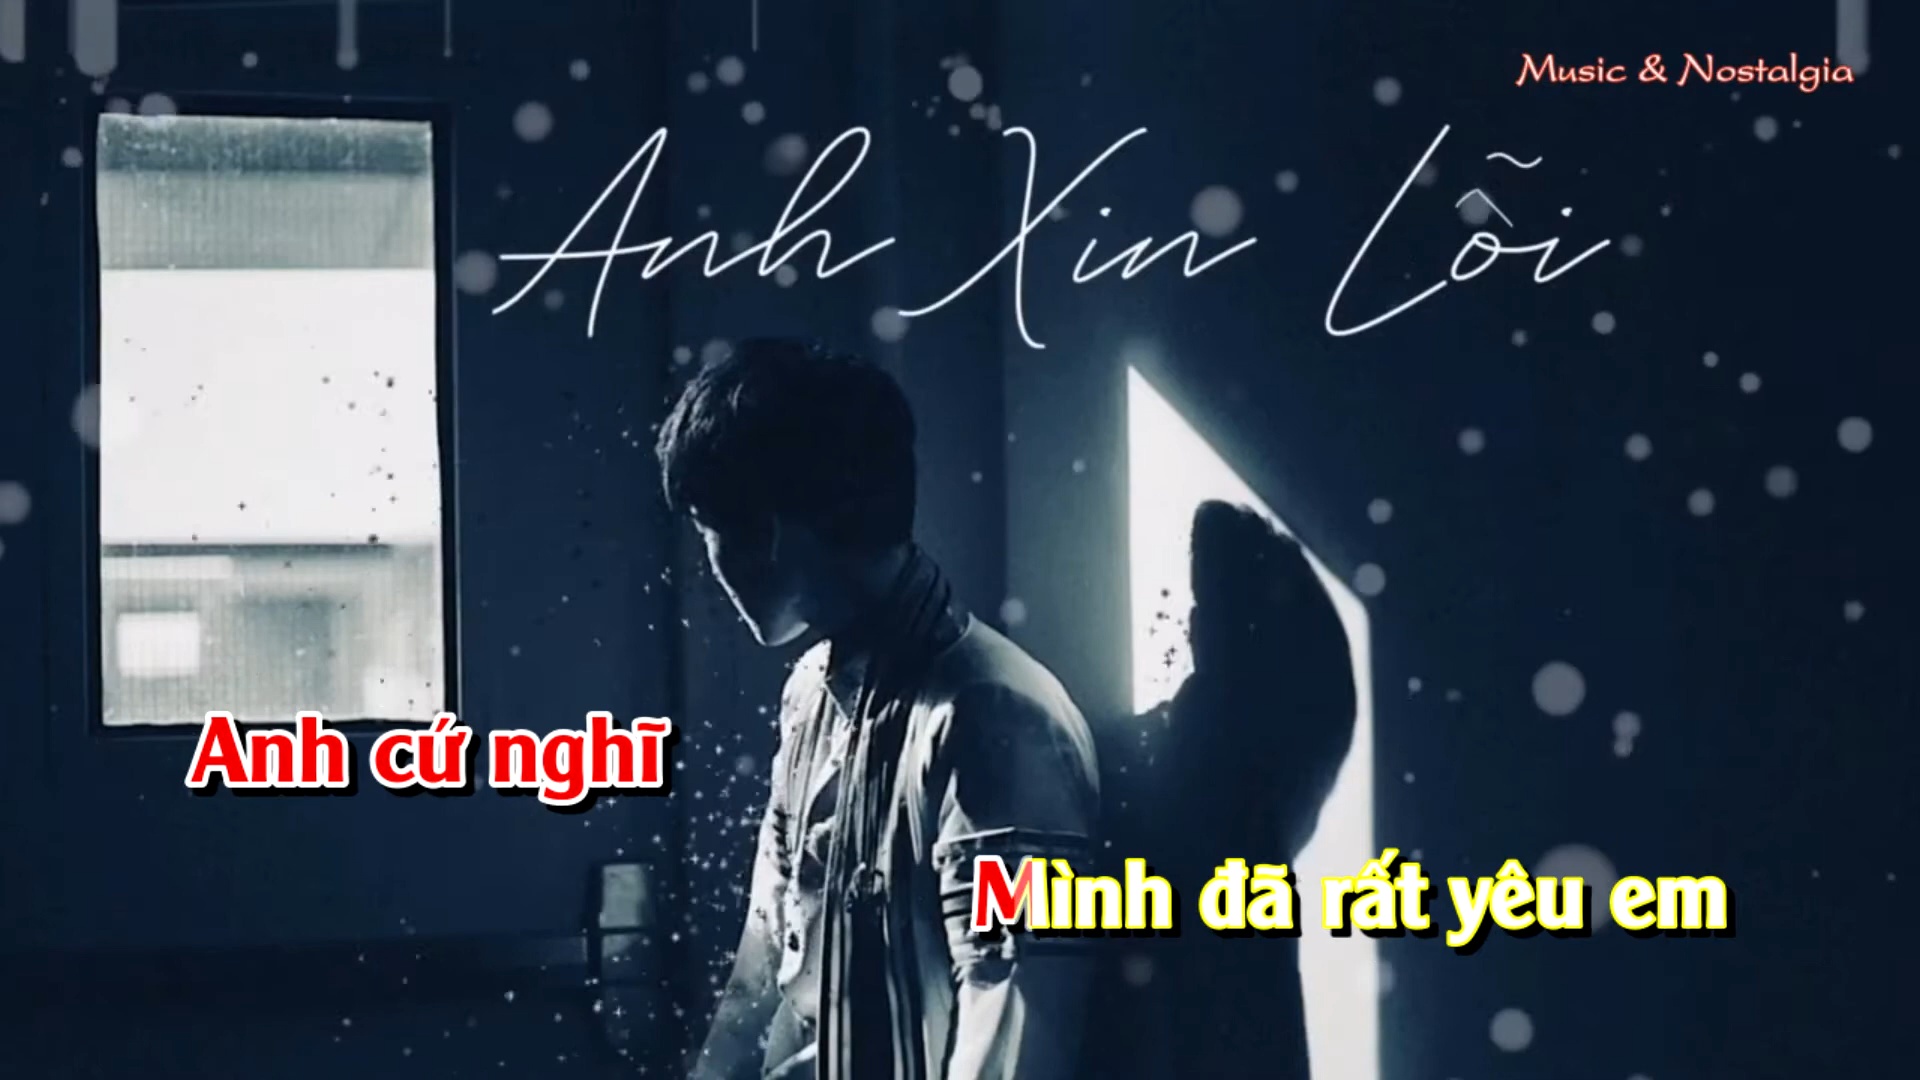 Music & Nostalgia
Anh Xin Lỗi
Anh cứ nghĩ
Mình đã rất yêu em